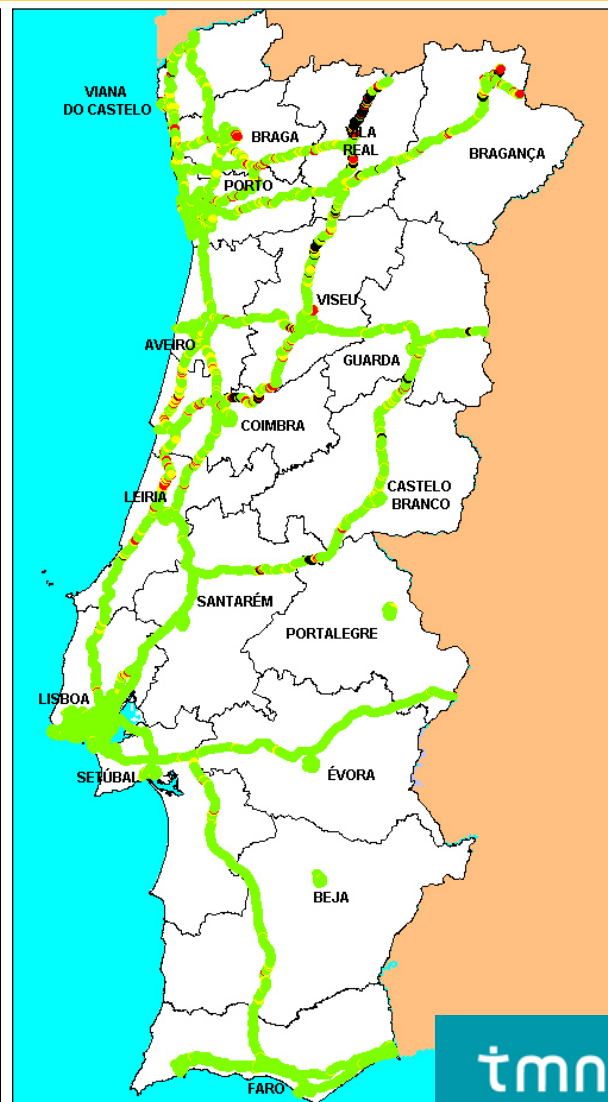 VIANA
DO CASTELO
BRAGA
VILA
REAL
BRAGANÇA
PORTO
VISEU
AVEIRO
GUARDA
COIMBRA
CASTELO
BRANCO
LEIRIA
SANTARÉM
PORTALEGRE
LISBOA
SETÚBAL
ÉVORA
BEJA
FARO
tmn